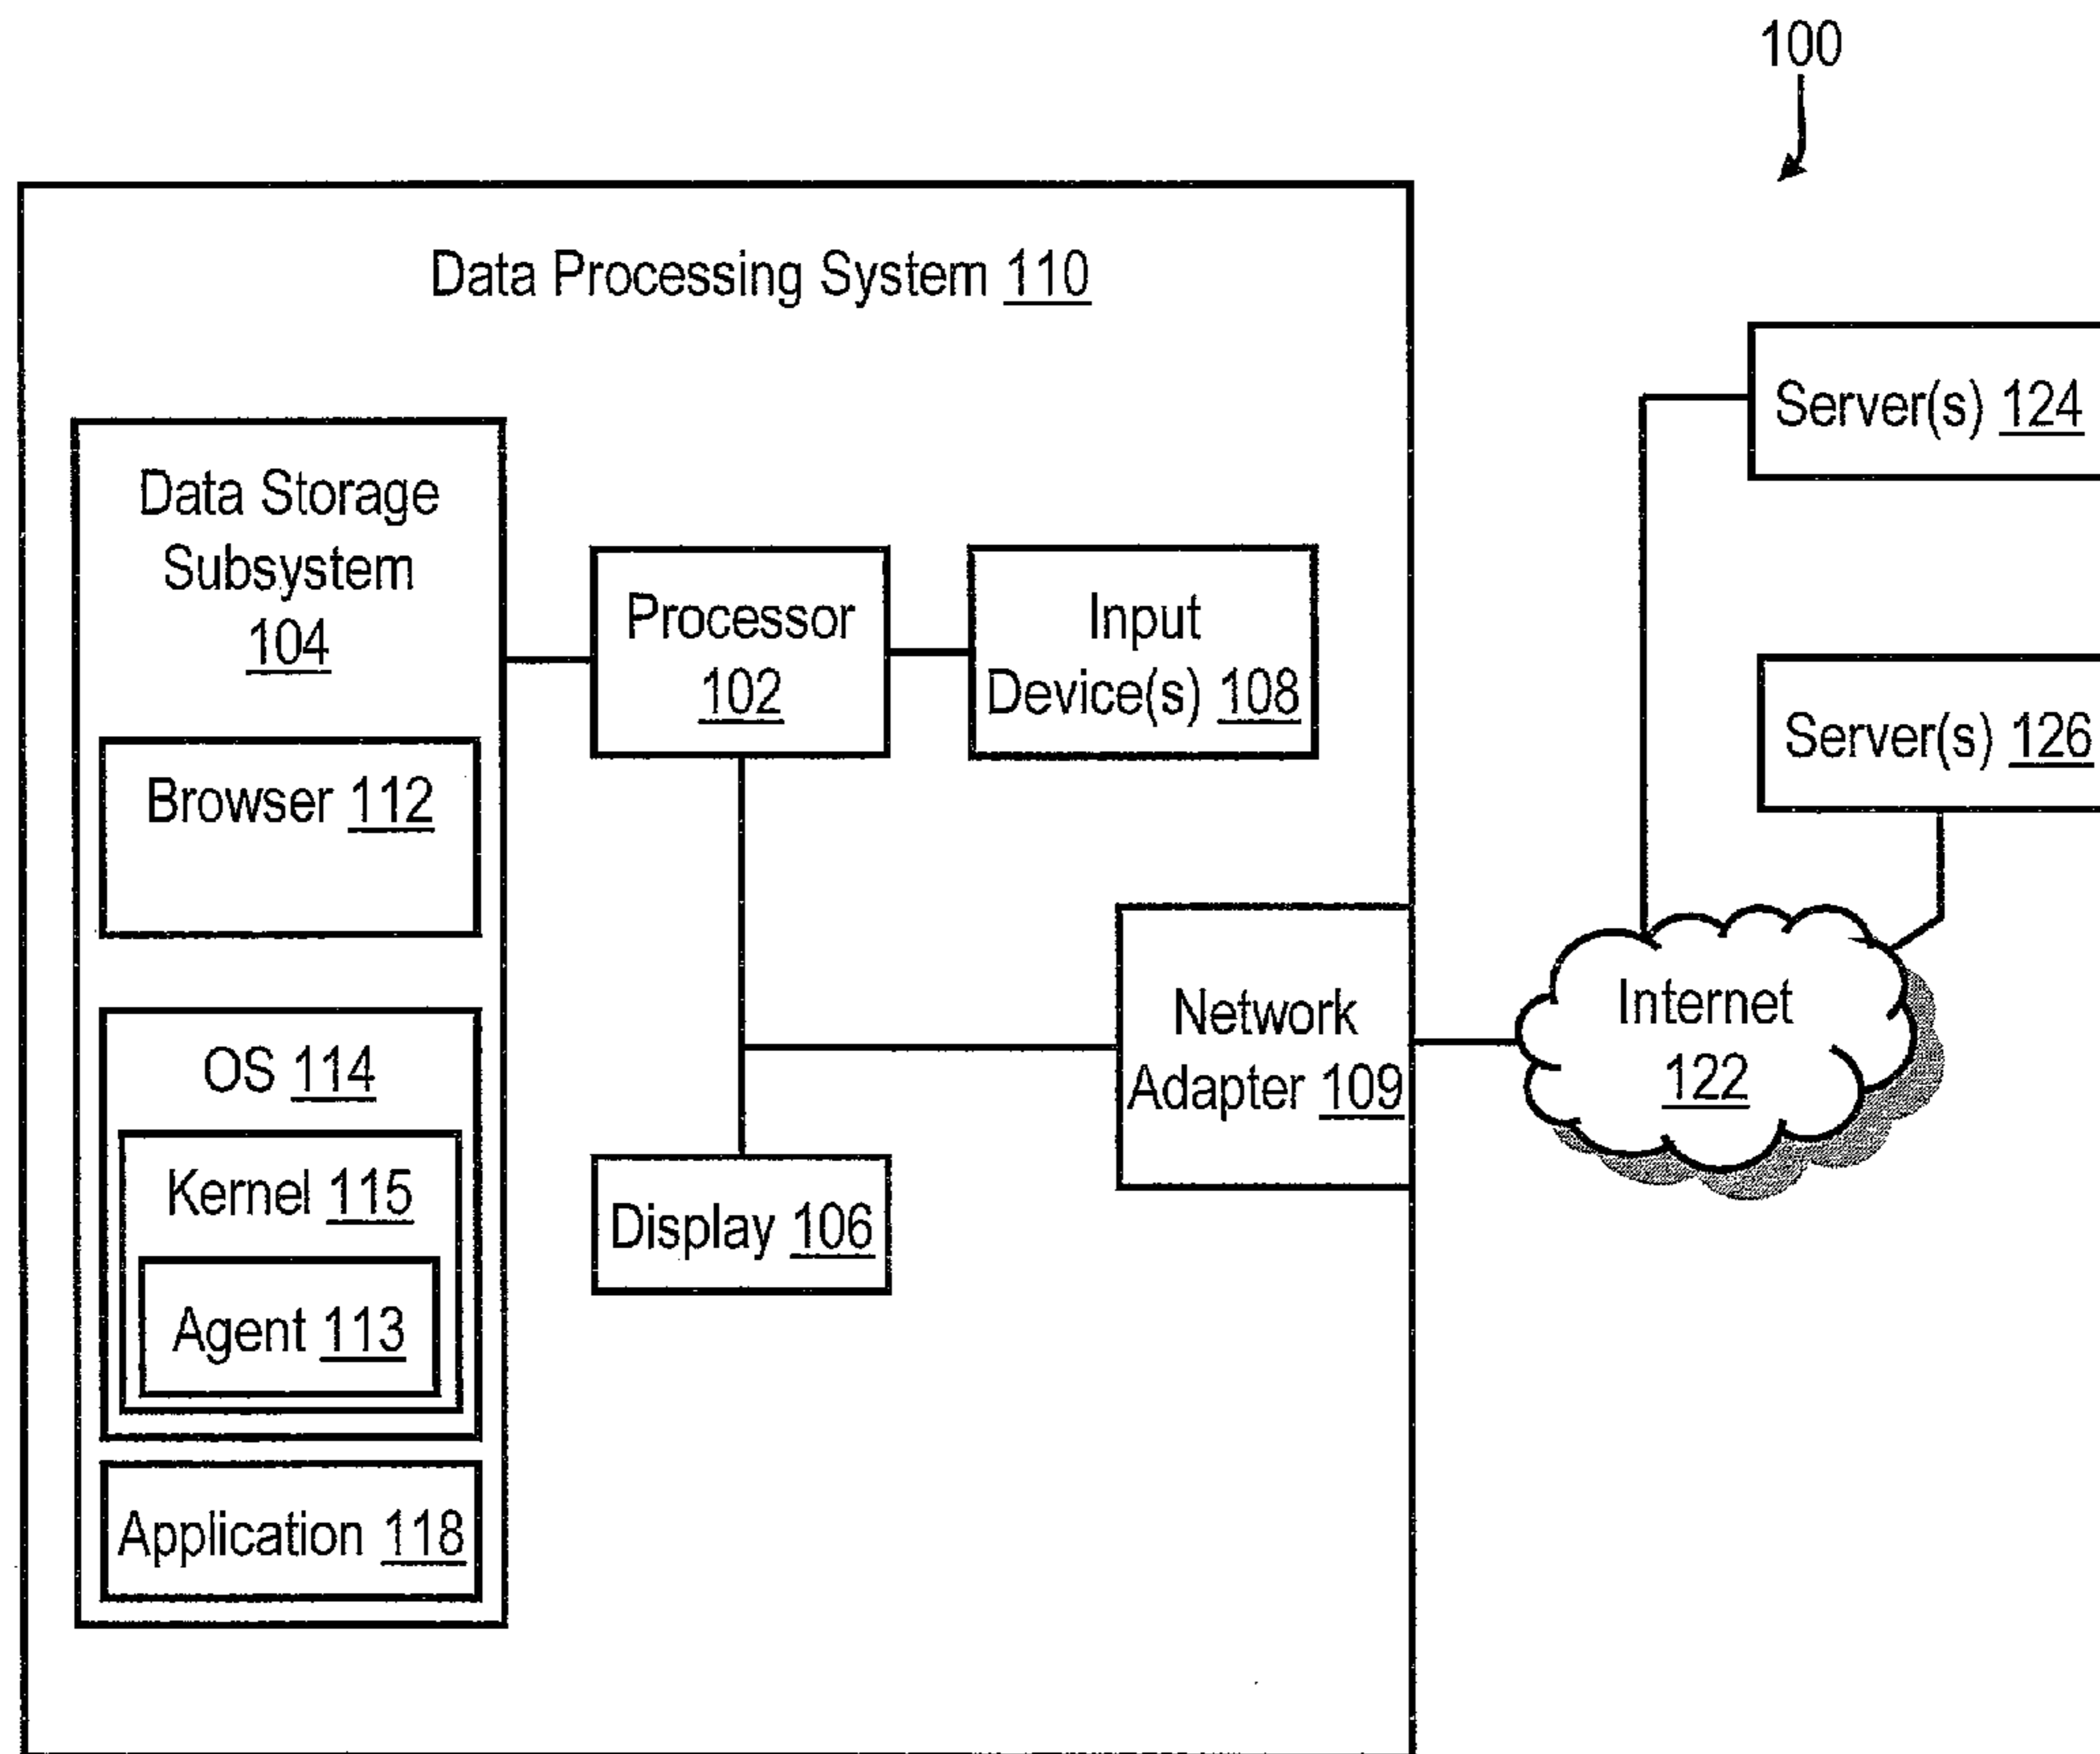 100
Data Processing System 110
Data Storage
Subsystem
104
Browser 112
OS 114
Kernel 115
Agent 113
Application 118
Processor
102
Input
Device(s) 108
Display 106
Network
Adapter 109
Server(s) 124
Server(s) 126
Internet
122